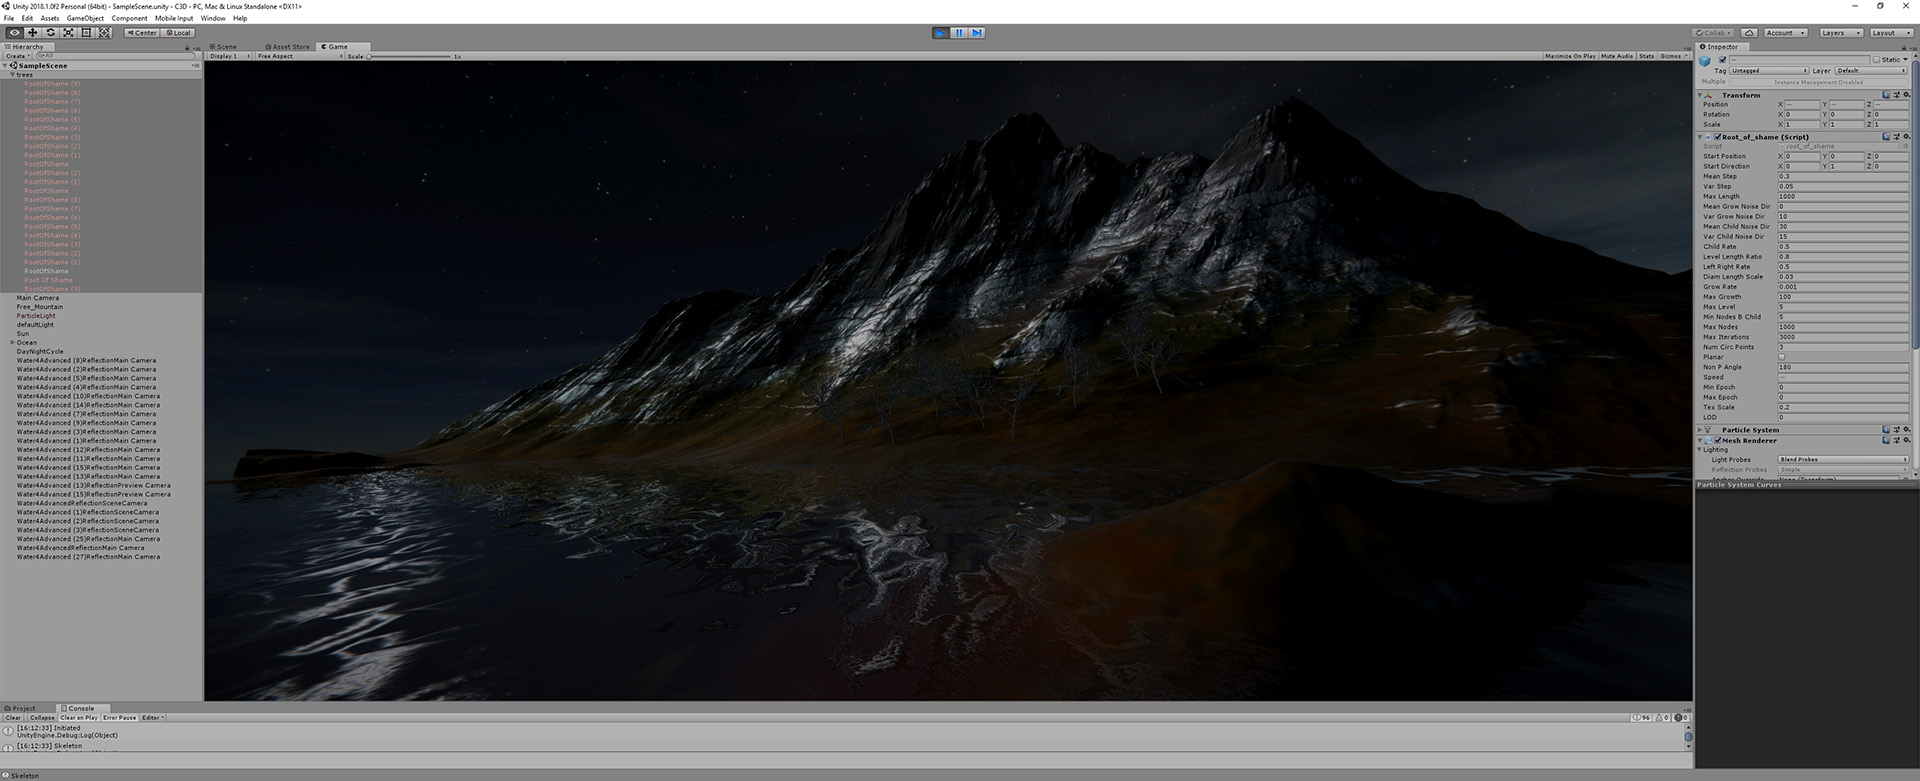 Unity 2018.1.0f2 Personal (64bit) - SampleScene.unity - C3D - PC, Mac & Linux Standalone <DX11>
File Edit Assets GameObject Component Mobile Input Window Help
Center Local
Collab Account Layers Layout
Hierarchy
Create All
SampleScene
trees
RootOfShame (9)
RootOfShame (8)
RootOfShame (7)
RootOfShame (6)
RootOfShame (5)
RootOfShame (4)
RootOfShame (3)
RootOfShame (2)
RootOfShame (1)
RootOfShame
RootOfShame (2)
RootOfShame (1)
RootOfShame
RootOfShame (8)
RootOfShame (7)
RootOfShame (6)
RootOfShame (5)
RootOfShame (4)
RootOfShame (3)
RootOfShame (2)
RootOfShame (1)
RootOfShame
Root Of Shame
RootOfShame (9)
Main Camera
Free_Mountain
ParticleLight
defaultLight
Sun
Ocean
DayNightCycle
Water4Advanced (8)ReflectionMain Camera
Water4Advanced (2)ReflectionMain Camera
Water4Advanced (5)ReflectionMain Camera
Water4Advanced (4)ReflectionMain Camera
Water4Advanced (10)ReflectionMain Camera
Water4Advanced (14)ReflectionMain Camera
Water4Advanced (7)ReflectionMain Camera
Water4Advanced (9)ReflectionMain Camera
Water4Advanced (3)ReflectionMain Camera
Water4Advanced (1)ReflectionMain Camera
Water4Advanced (12)ReflectionMain Camera
Water4Advanced (11)ReflectionMain Camera
Water4Advanced (15)ReflectionMain Camera
Water4Advanced (13)ReflectionMain Camera
Water4Advanced (13)ReflectionPreview Camera
Water4Advanced (15)ReflectionPreview Camera
Water4AdvancedReflectionSceneCamera
Water4Advanced (1)ReflectionSceneCamera
Water4Advanced (2)ReflectionSceneCamera
Water4Advanced (3)ReflectionSceneCamera
Water4Advanced (25)ReflectionMain Camera
Water4AdvancedReflectionMain Camera
Water4Advanced (27)ReflectionMain Camera
Scene Asset Store Game
Display 1 Free Aspect Scale 1x Maximize On Play Mute Audio Stats Gizmos
Inspector
— Static
Tag Untagged Layer Default
Multiple Instance Management Disabled
Transform
Position X — Y — Z —
Rotation X 0 Y 0 Z 0
Scale X 1 Y 1 Z 1
Root_of_shame (Script)
Script root_of_shame
Start Position X 0 Y 0 Z 0
Start Direction X 0 Y 1 Z 0
Mean Step 0.3
Var Step 0.05
Max Length 1000
Mean Grow Noise Dir 0
Var Grow Noise Dir 10
Mean Child Noise Dir 30
Var Child Noise Dir 15
Child Rate 0.5
Level Length Ratio 0.8
Left Right Rate 0.5
Diam Length Scale 0.03
Grow Rate 0.001
Max Growth 100
Max Level 5
Min Nodes B Child 5
Max Nodes 1000
Max Iterations 3000
Num Circ Points 3
Planar
Non P Angle 180
Speed —
Min Epoch 0
Max Epoch 0
Tex Scale 0.2
LOD 0
Particle System
Mesh Renderer
Lighting
Light Probes Blend Probes
Reflection Probes Simple
Particle System Curves
Project Console
Clear Collapse Clear on Play Error Pause Editor 96 0 0
[16:12:33] Initiated
UnityEngine.Debug:Log(Object)
[16:12:33] Skeleton
Skeleton